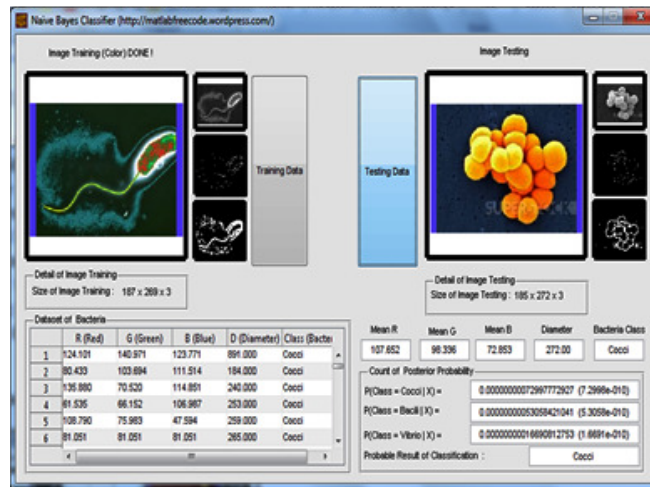 Naive Bayes Classifier (http://matlabfreecode.wordpress.com/)
Image Training (Color) DONE !
Image Testing
Training Data
Testing Data
Detail of Image Training
Size of Image Training : 187 x 269 x 3
Detail of Image Testing
Size of Image Testing : 185 x 272 x 3
Dataset of Bacteria
R (Red) G (Green) B (Blue) D (Diameter) Class (Bacter
1 124.101 140.971 123.771 891.000 Cocci
2 80.433 103.694 111.514 184.000 Cocci
3 135.880 70.520 114.851 240.000 Cocci
4 61.535 66.152 106.987 253.000 Cocci
5 108.790 75.983 47.594 259.000 Cocci
6 81.051 81.051 81.051 265.000 Cocci
Mean R Mean G Mean B Diameter Bacteria Class
107.652 98.336 72.853 272.00 Cocci
Count of Posterior Probability
P(Class = Cocci | X) = 0.00000000072997772927 (7.2998e-010)
P(Class = Bacili | X) = 0.00000000053058421041 (5.3058e-010)
P(Class = Vibrio | X) = 0.00000000016690812753 (1.6691e-010)
Probable Result of Classification : Cocci